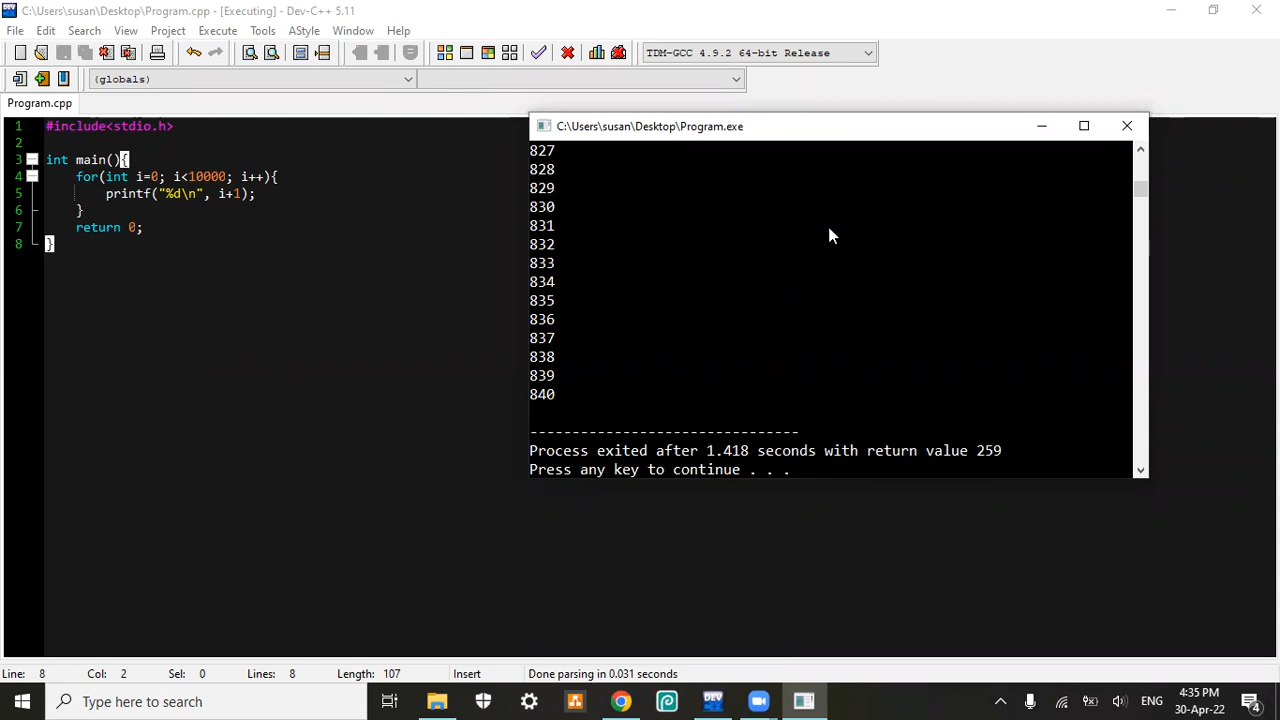 C:\Users\susan\Desktop\Program.cpp - [Executing] - Dev-C++ 5.11
File Edit Search View Project Execute Tools AStyle Window Help
TDM-GCC 4.9.2 64-bit Release
(globals)
Program.cpp
1 #include<stdio.h>
2
3 int main(){
4 for(int i=0; i<10000; i++){
5 printf("%d\n", i+1);
6 }
7 return 0;
8 }
C:\Users\susan\Desktop\Program.exe
827
828
829
830
831
832
833
834
835
836
837
838
839
840
--------------------------------
Process exited after 1.418 seconds with return value 259
Press any key to continue . . .
Line: 8 Col: 2 Sel: 0 Lines: 8 Length: 107 Insert Done parsing in 0.031 seconds
Type here to search
DEV
ENG
4:35 PM
30-Apr-22
4